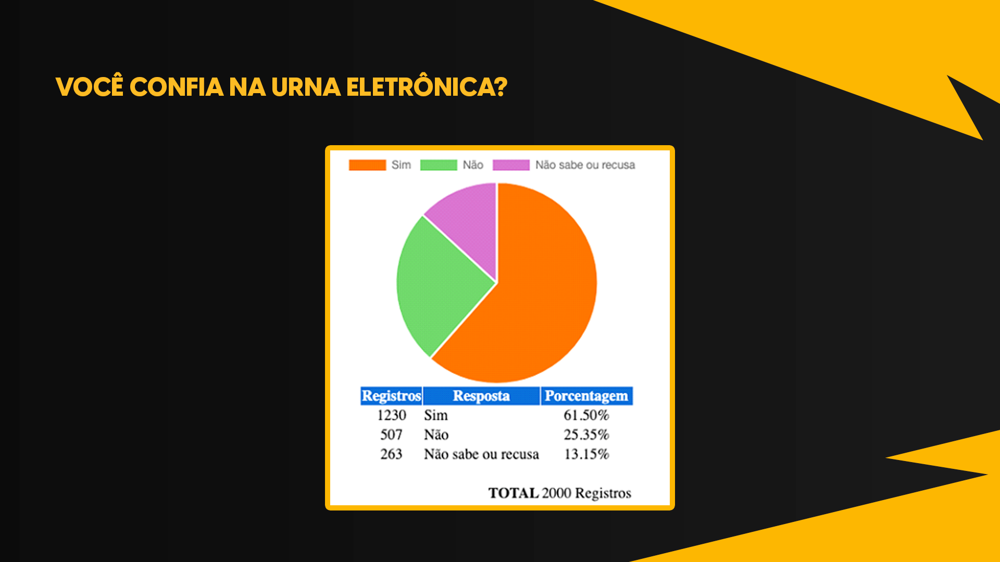 VOCÊ CONFIA NA URNA ELETRÔNICA?
Sim Não Não sabe ou recusa
Registros Resposta Porcentagem
1230 Sim 61.50%
507 Não 25.35%
263 Não sabe ou recusa 13.15%
TOTAL 2000 Registros